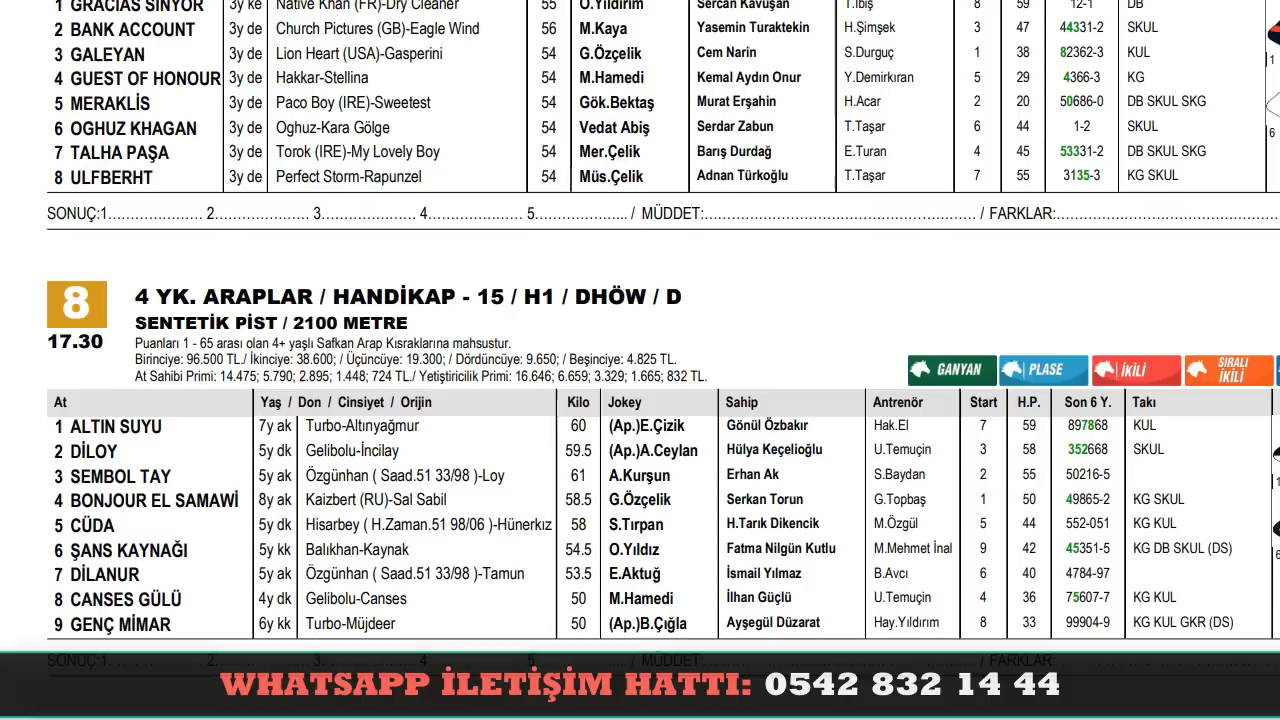 1 GRACIAS SINYOR 3y ke Native Khan (FR)-Dry Cleaner 55 O.Yıldırım Sercan Kavuşan T.İbiş 8 59 12-1 DB
2 BANK ACCOUNT 3y de Church Pictures (GB)-Eagle Wind 56 M.Kaya Yasemin Turaktekin H.Şimşek 3 47 44331-2 SKUL
3 GALEYAN 3y de Lion Heart (USA)-Gasperini 54 G.Özçelik Cem Narin S.Durguç 1 38 82362-3 KUL 1
4 GUEST OF HONOUR 3y de Hakkar-Stellina 54 M.Hamedi Kemal Aydın Onur Y.Demirkıran 5 29 4366-3 KG
5 MERAKLİS 3y de Paco Boy (IRE)-Sweetest 54 Gök.Bektaş Murat Erşahin H.Acar 2 20 50686-0 DB SKUL SKG
6 OGHUZ KHAGAN 3y de Oghuz-Kara Gölge 54 Vedat Abiş Serdar Zabun T.Taşar 6 44 1-2 SKUL 6
7 TALHA PAŞA 3y de Torok (IRE)-My Lovely Boy 54 Mer.Çelik Barış Durdağ E.Turan 4 45 53331-2 DB SKUL SKG
8 ULFBERHT 3y de Perfect Storm-Rapunzel 54 Müs.Çelik Adnan Türkoğlu T.Taşar 7 55 3135-3 KG SKUL
SONUÇ:1..................... 2..................... 3..................... 4..................... 5..................... / MÜDDET:............................................................ / FARKLAR:..................................................
8 4 YK. ARAPLAR / HANDİKAP - 15 / H1 / DHÖW / D
SENTETİK PİST / 2100 METRE
17.30 Puanları 1 - 65 arası olan 4+ yaşlı Safkan Arap Kısraklarına mahsustur.
Birinciye: 96.500 TL./ İkinciye: 38.600; / Üçüncüye: 19.300; / Dördüncüye: 9.650; / Beşinciye: 4.825 TL.
At Sahibi Primi: 14.475; 5.790; 2.895; 1.448; 724 TL./ Yetiştiricilik Primi: 16.646; 6.659; 3.329; 1.665; 832 TL.
GANYAN PLASE İKİLİ SIRALI İKİLİ
At Yaş / Don / Cinsiyet / Orijin Kilo Jokey Sahip Antrenör Start H.P. Son 6 Y. Takı
1 ALTIN SUYU 7y ak Turbo-Altınyağmur 60 (Ap.)E.Çizik Gönül Özbakır Hak.El 7 59 897868 KUL
2 DİLOY 5y dk Gelibolu-İncilay 59.5 (Ap.)A.Ceylan Hülya Keçelioğlu U.Temuçin 3 58 352668 SKUL
3 SEMBOL TAY 5y ak Özgünhan ( Saad.51 33/98 )-Loy 61 A.Kurşun Erhan Ak S.Baydan 2 55 50216-5
4 BONJOUR EL SAMAWİ 8y ak Kaizbert (RU)-Sal Sabil 58.5 G.Özçelik Serkan Torun G.Topbaş 1 50 49865-2 KG SKUL
5 CÜDA 5y dk Hisarbey ( H.Zaman.51 98/06 )-Hünerkız 58 S.Tırpan H.Tarık Dikencik M.Özgül 5 44 552-051 KG KUL
6 ŞANS KAYNAĞI 5y kk Balıkhan-Kaynak 54.5 O.Yıldız Fatma Nilgün Kutlu M.Mehmet İnal 9 42 45351-5 KG DB SKUL (DS)
7 DİLANUR 5y ak Özgünhan ( Saad.51 33/98 )-Tamun 53.5 E.Aktuğ İsmail Yılmaz B.Avcı 6 40 4784-97
8 CANSES GÜLÜ 4y dk Gelibolu-Canses 50 M.Hamedi İlhan Güçlü U.Temuçin 4 36 75607-7 KG KUL
9 GENÇ MİMAR 6y kk Turbo-Müjdeer 50 (Ap.)B.Çığla Ayşegül Düzarat Hay.Yıldırım 8 33 99904-9 KG KUL GKR (DS)
SONUÇ:1. 2. 3. 4. 5. / MÜDDET: / FARKLAR:
WHATSAPP İLETİŞİM HATTI: 0542 832 14 44